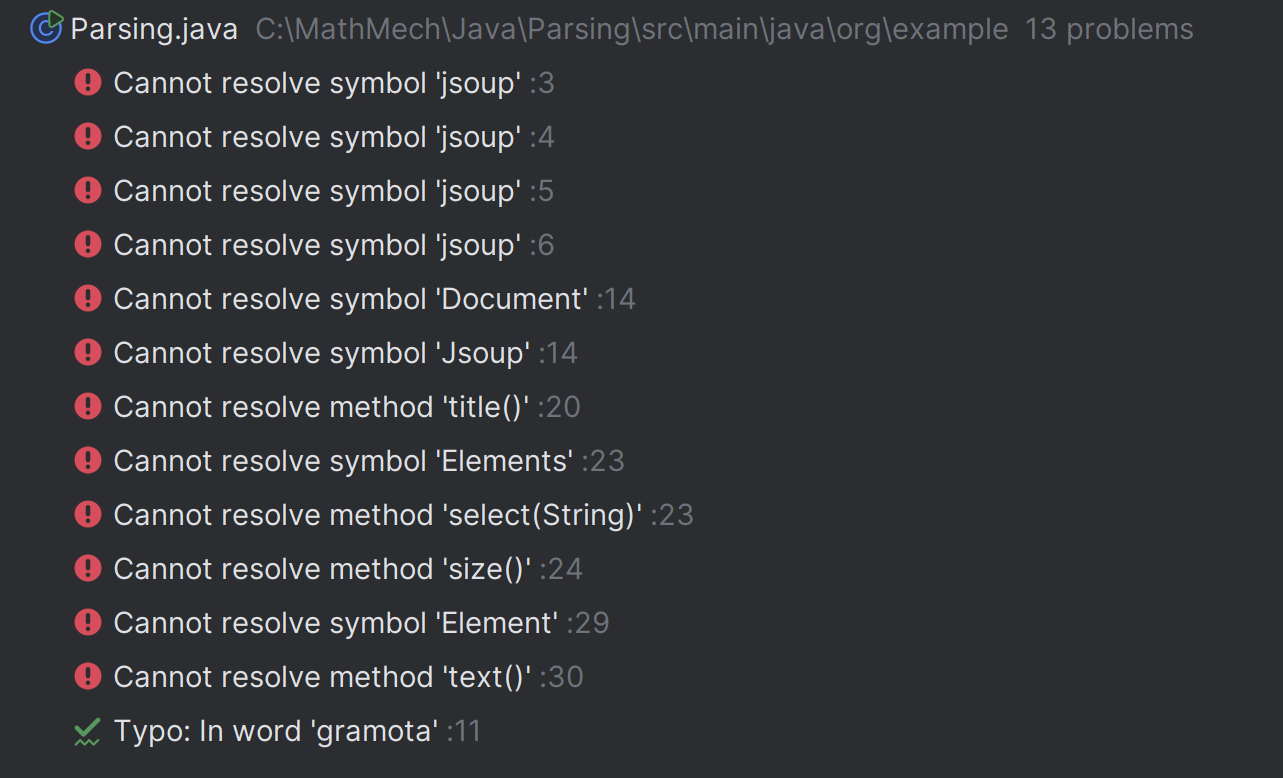 Parsing.java C:\MathMech\Java\Parsing\src\main\java\org\example 13 problems
Cannot resolve symbol 'jsoup' :3
Cannot resolve symbol 'jsoup' :4
Cannot resolve symbol 'jsoup' :5
Cannot resolve symbol 'jsoup' :6
Cannot resolve symbol 'Document' :14
Cannot resolve symbol 'Jsoup' :14
Cannot resolve method 'title()' :20
Cannot resolve symbol 'Elements' :23
Cannot resolve method 'select(String)' :23
Cannot resolve method 'size()' :24
Cannot resolve symbol 'Element' :29
Cannot resolve method 'text()' :30
Typo: In word 'gramota' :11